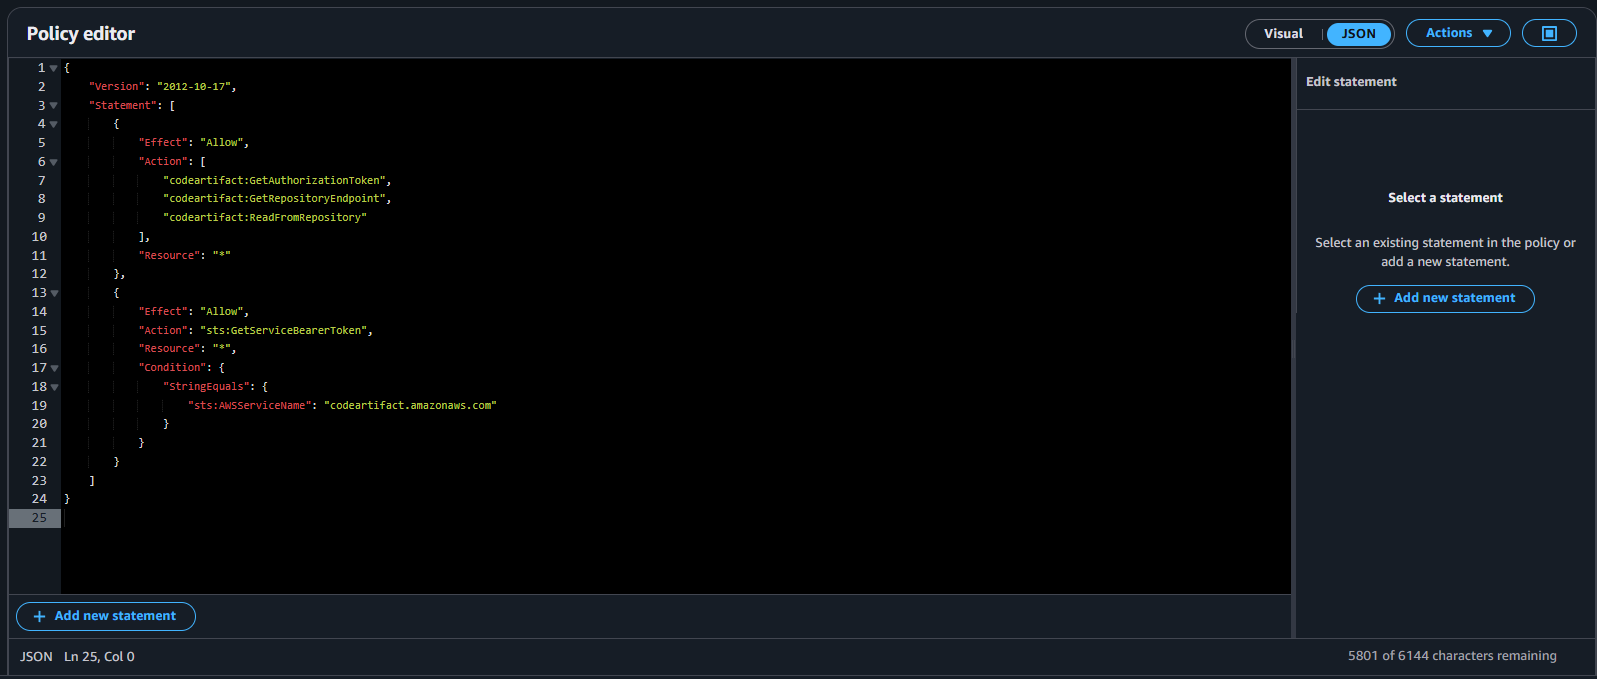 Policy editor
Visual | JSON
Actions
1 {
2 "Version": "2012-10-17",
3 "Statement": [
4 {
5 "Effect": "Allow",
6 "Action": [
7 "codeartifact:GetAuthorizationToken",
8 "codeartifact:GetRepositoryEndpoint",
9 "codeartifact:ReadFromRepository"
10 ],
11 "Resource": "*"
12 },
13 {
14 "Effect": "Allow",
15 "Action": "sts:GetServiceBearerToken",
16 "Resource": "*",
17 "Condition": {
18 "StringEquals": {
19 "sts:AWSServiceName": "codeartifact.amazonaws.com"
20 }
21 }
22 }
23 ]
24 }
25
Edit statement
Select a statement
Select an existing statement in the policy or
add a new statement.
+ Add new statement
+ Add new statement
JSON Ln 25, Col 0
5801 of 6144 characters remaining